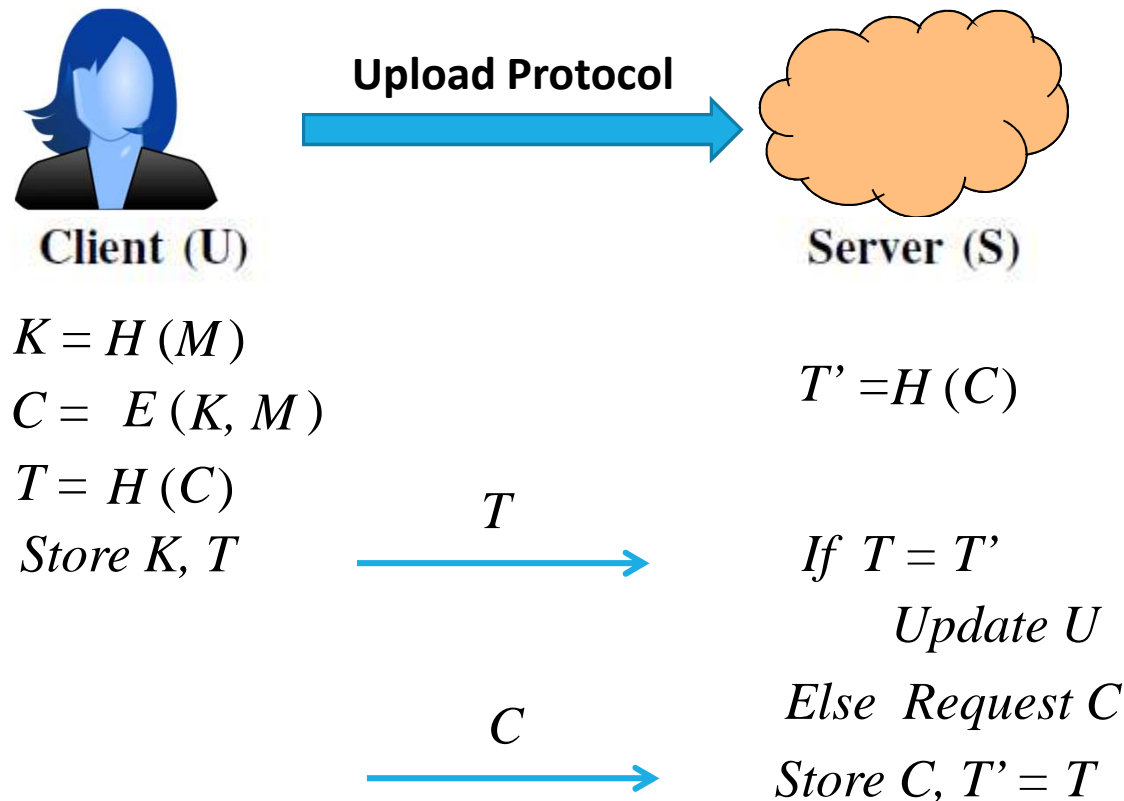 Upload Protocol
Client (U)
Server (S)
K = H (M)
C = E (K, M)
T = H (C)
Store K, T
T
C
T’ =H (C)
If T = T’
Update U
Else Request C
Store C, T’ = T